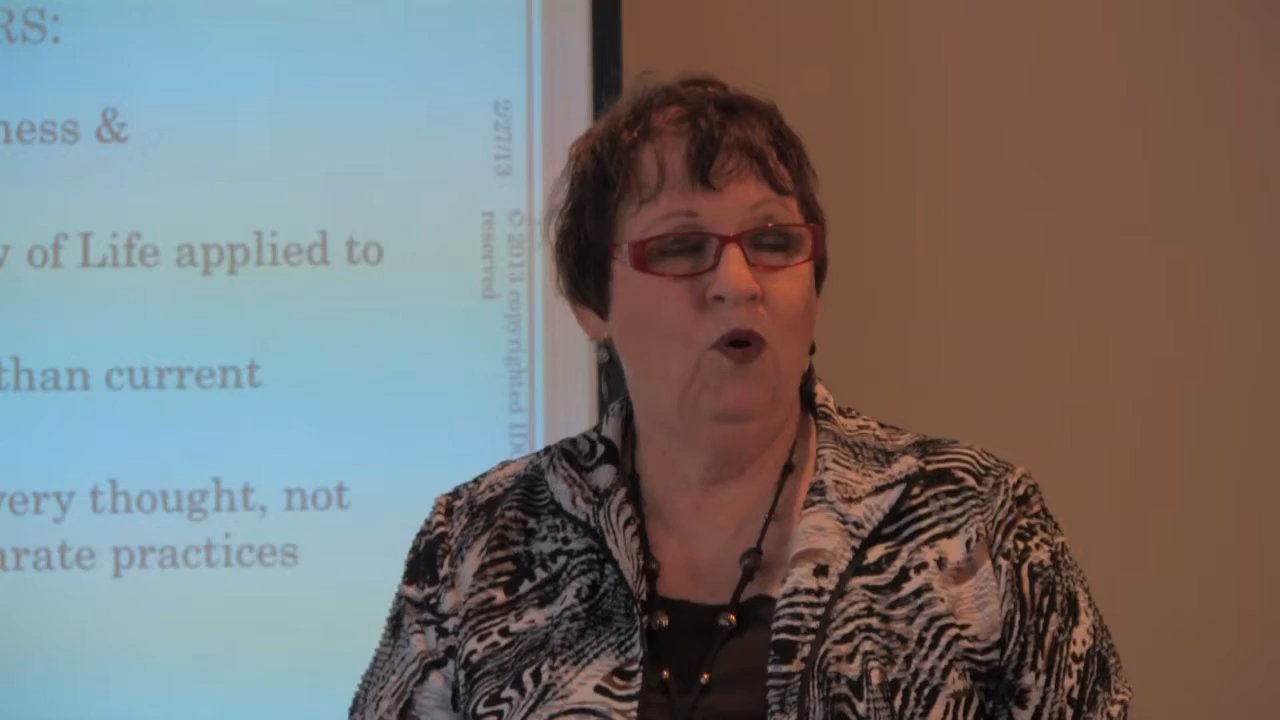 RS:
ness &
of Life applied to
than current
very thought, not
arate practices
2/27/13
© 2013 copyrighted
reserved